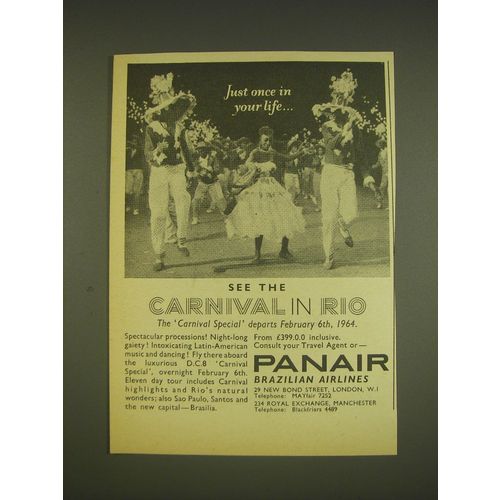 Just once in
your life...
SEE THE
CARNIVAL IN RIO
The 'Carnival Special' departs February 6th, 1964.
Spectacular processions! Night-long
gaiety! Intoxicating Latin-American
music and dancing! Fly there aboard
the luxurious D.C.8 'Carnival
Special', overnight February 6th.
Eleven day tour includes Carnival
highlights and Rio's natural
wonders; also Sao Paulo, Santos and
the new capital—Brasilia.
From £399.0.0 inclusive.
Consult your Travel Agent or—
PANAIR
BRAZILIAN AIRLINES
29 NEW BOND STREET, LONDON, W.1
Telephone: MAYfair 7252
234 ROYAL EXCHANGE, MANCHESTER
Telephone: Blackfriars 4489